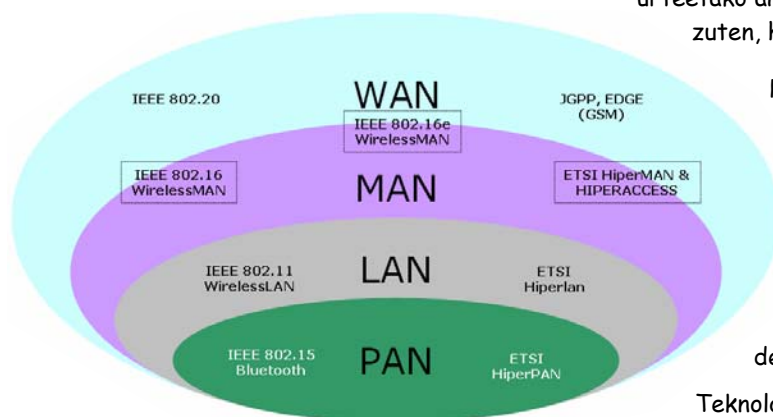 zuten,
WAN
IEEE 802.20
JGPP, EDGE
(GSM)
IEEE 802.16e
WirelessMAN
IEEE 802.16
WirelessMAN
MAN
ETSI HiperMAN &
HIPERACCESS
IEEE 802.11
WirelessLAN
LAN
ETSI
Hiperlan
IEEE 802.15
Bluetooth
PAN
ETSI
HiperPAN
de
Teknolo